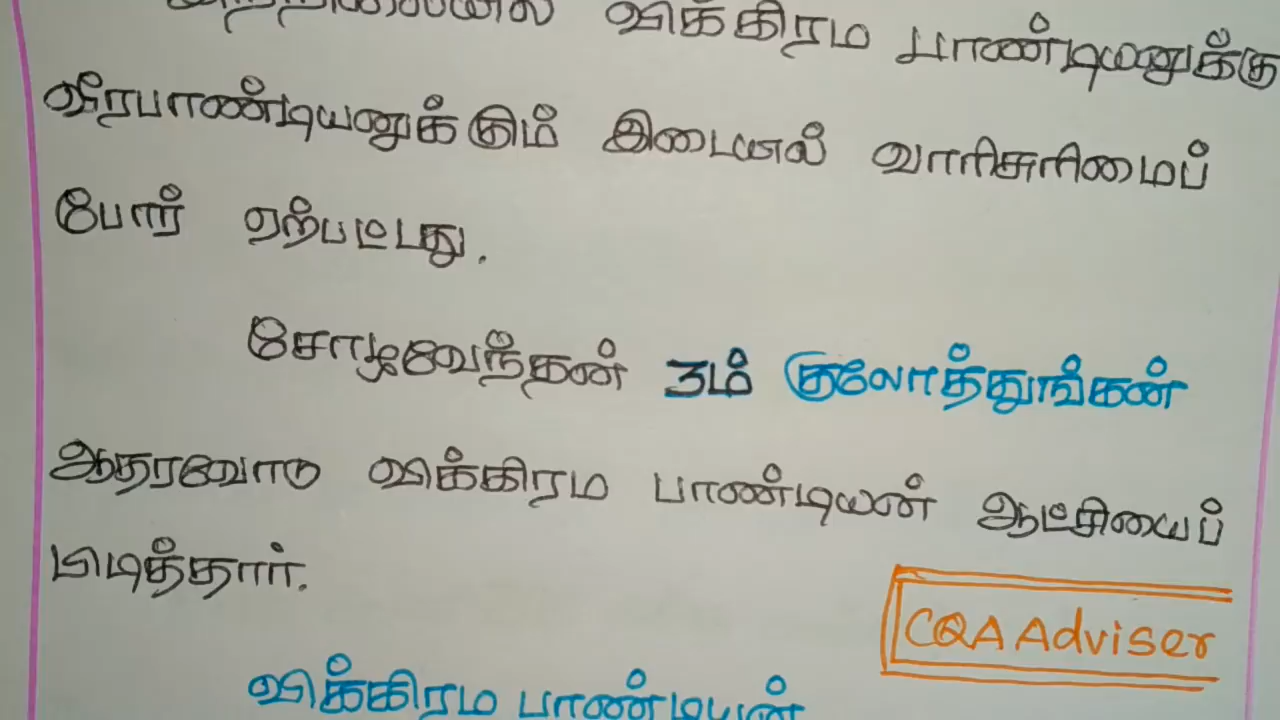 விக்கிரம பாண்டியனுக்கு
வீரபாண்டியனுக்கும் இடையில் வாரிசுரிமைப்
போர் ஏற்பட்டது.
சோழவேந்தன் 3ம் குலோத்துங்கன்
ஆதரவோடு விக்கிரம பாண்டியன் ஆட்சியைப்
பிடித்தார்.
CQA Adviser
விக்கிரம பாண்டியன்